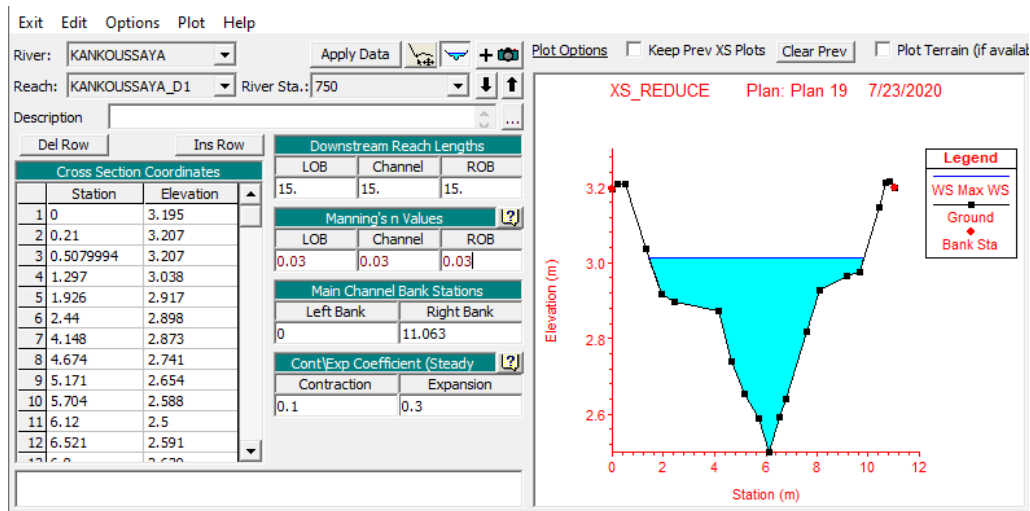 Exit Edit Options Plot Help
River: KANKOUSSAYA Apply Data
Reach: KANKOUSSAYA_D1 River Sta.: 750
Description ...
Del Row Ins Row
Cross Section Coordinates
Station Elevation
1 0 3.195
2 0.21 3.207
3 0.5079994 3.207
4 1.297 3.038
5 1.926 2.917
6 2.44 2.898
7 4.148 2.873
8 4.674 2.741
9 5.171 2.654
10 5.704 2.588
11 6.12 2.5
12 6.521 2.591
Downstream Reach Lengths
LOB Channel ROB
15. 15. 15.
Manning's n Values
LOB Channel ROB
0.03 0.03 0.03
Main Channel Bank Stations
Left Bank Right Bank
0 11.063
Cont\Exp Coefficient (Steady
Contraction Expansion
0.1 0.3
Plot Options Keep Prev XS Plots Clear Prev Plot Terrain (if availab
XS_REDUCE Plan: Plan 19 7/23/2020
Legend
WS Max WS
Ground
Bank Sta
3.2
3.0
2.8
2.6
Elevation (m)
0 2 4 6 8 10 12
Station (m)